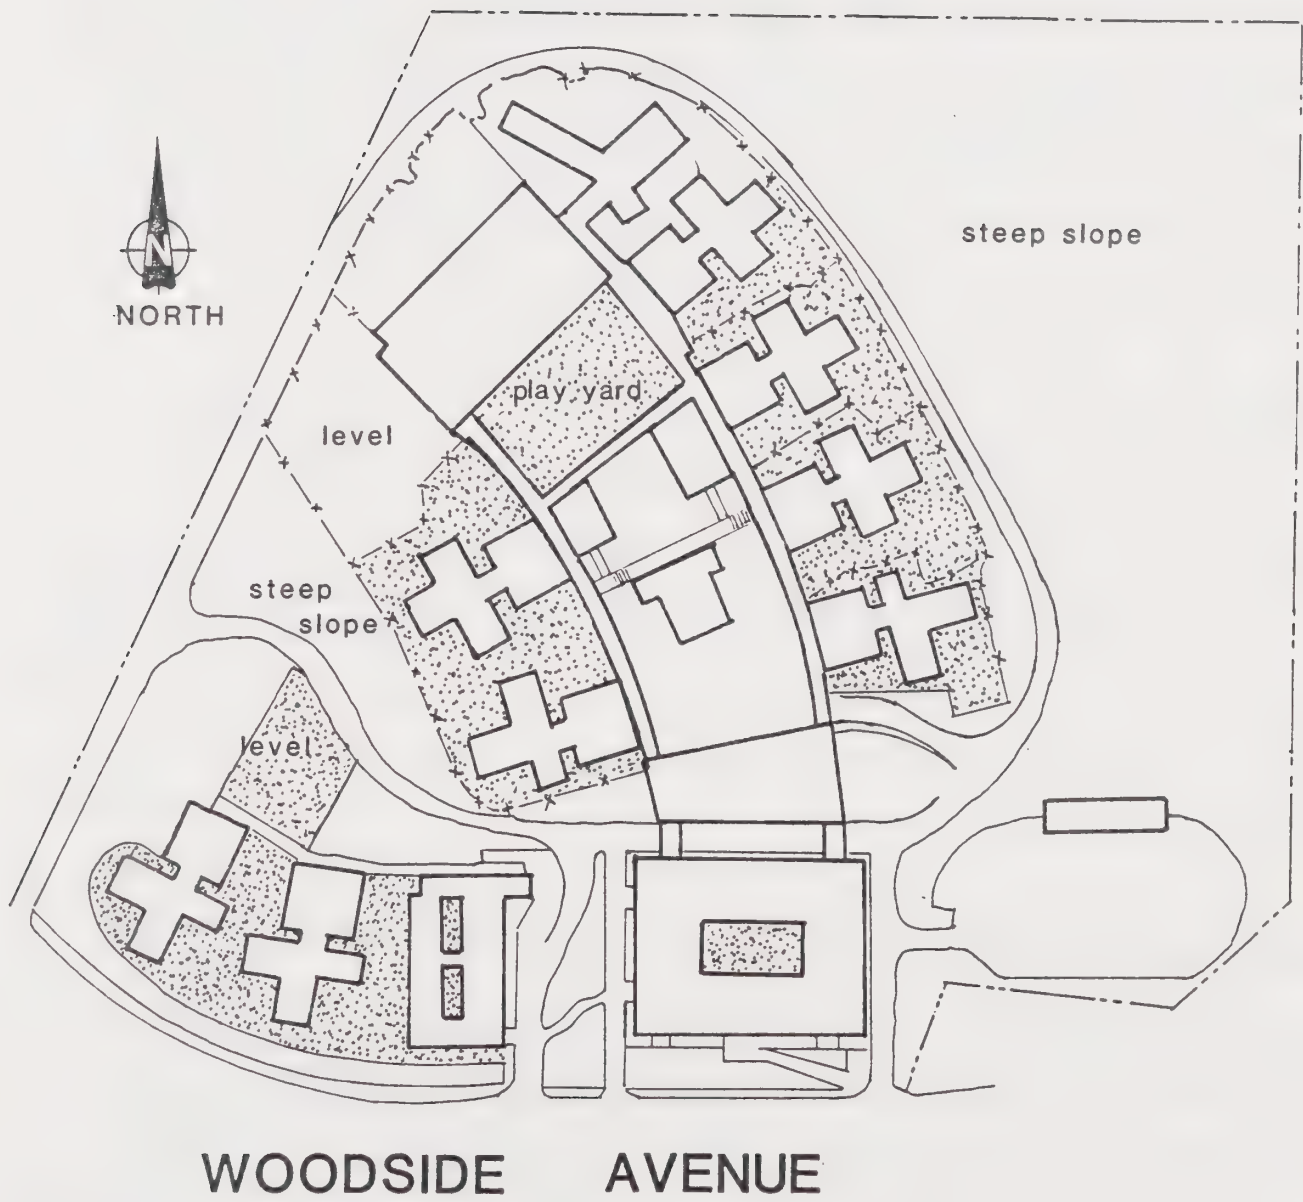 steep slope
N
NORTH
play yard
level
steep
slope
level
WOODSIDE AVENUE